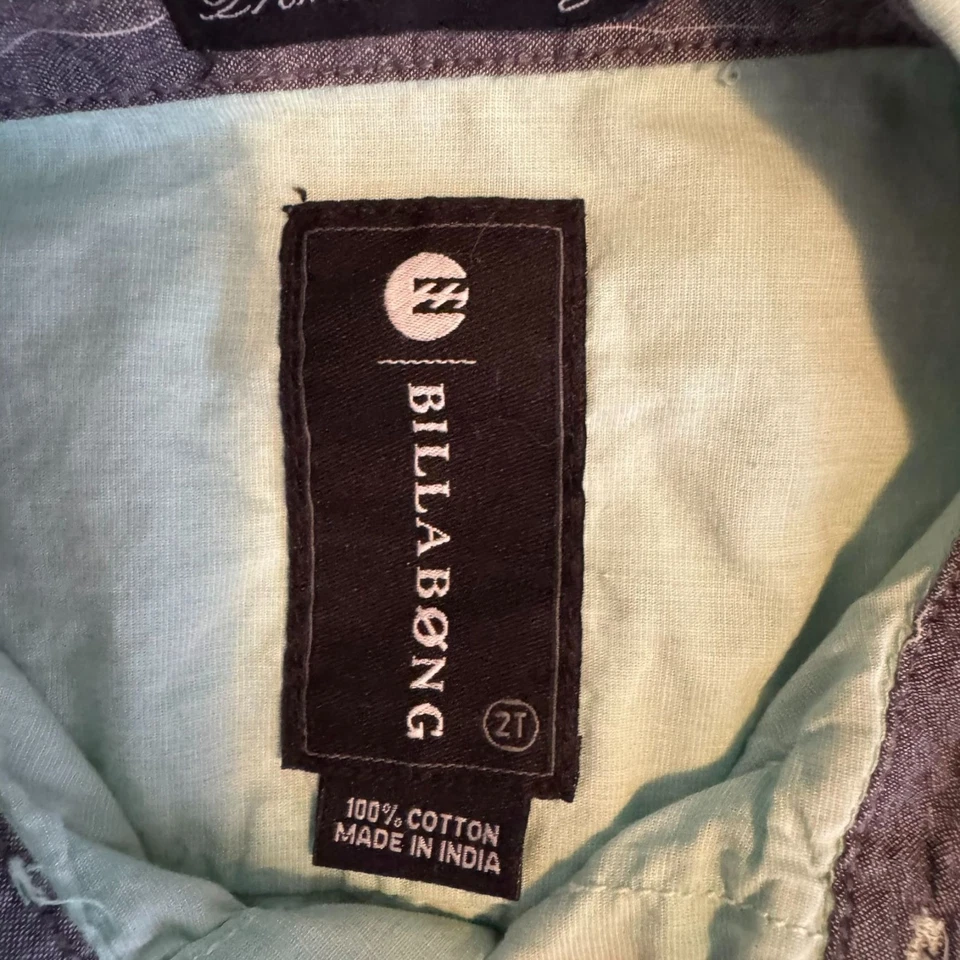 BILLABØNG
2T
100% COTTON
MADE IN INDIA